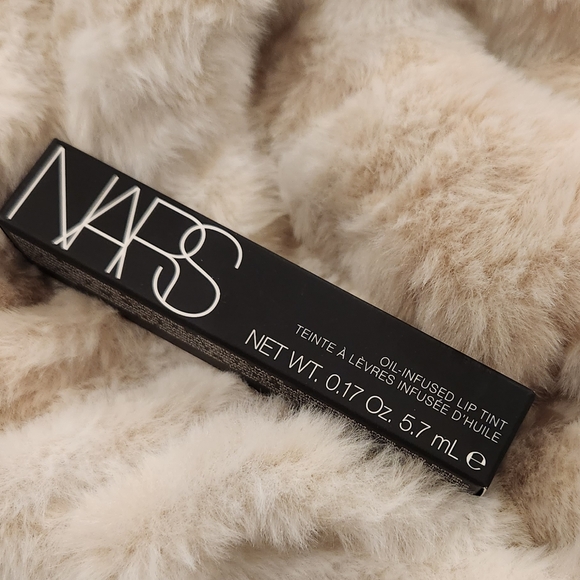 NARS
OIL-INFUSED LIP TINT
TEINTE À LÈVRES INFUSÉE D'HUILE
NET WT. 0.17 Oz. 5.7 mL ℮